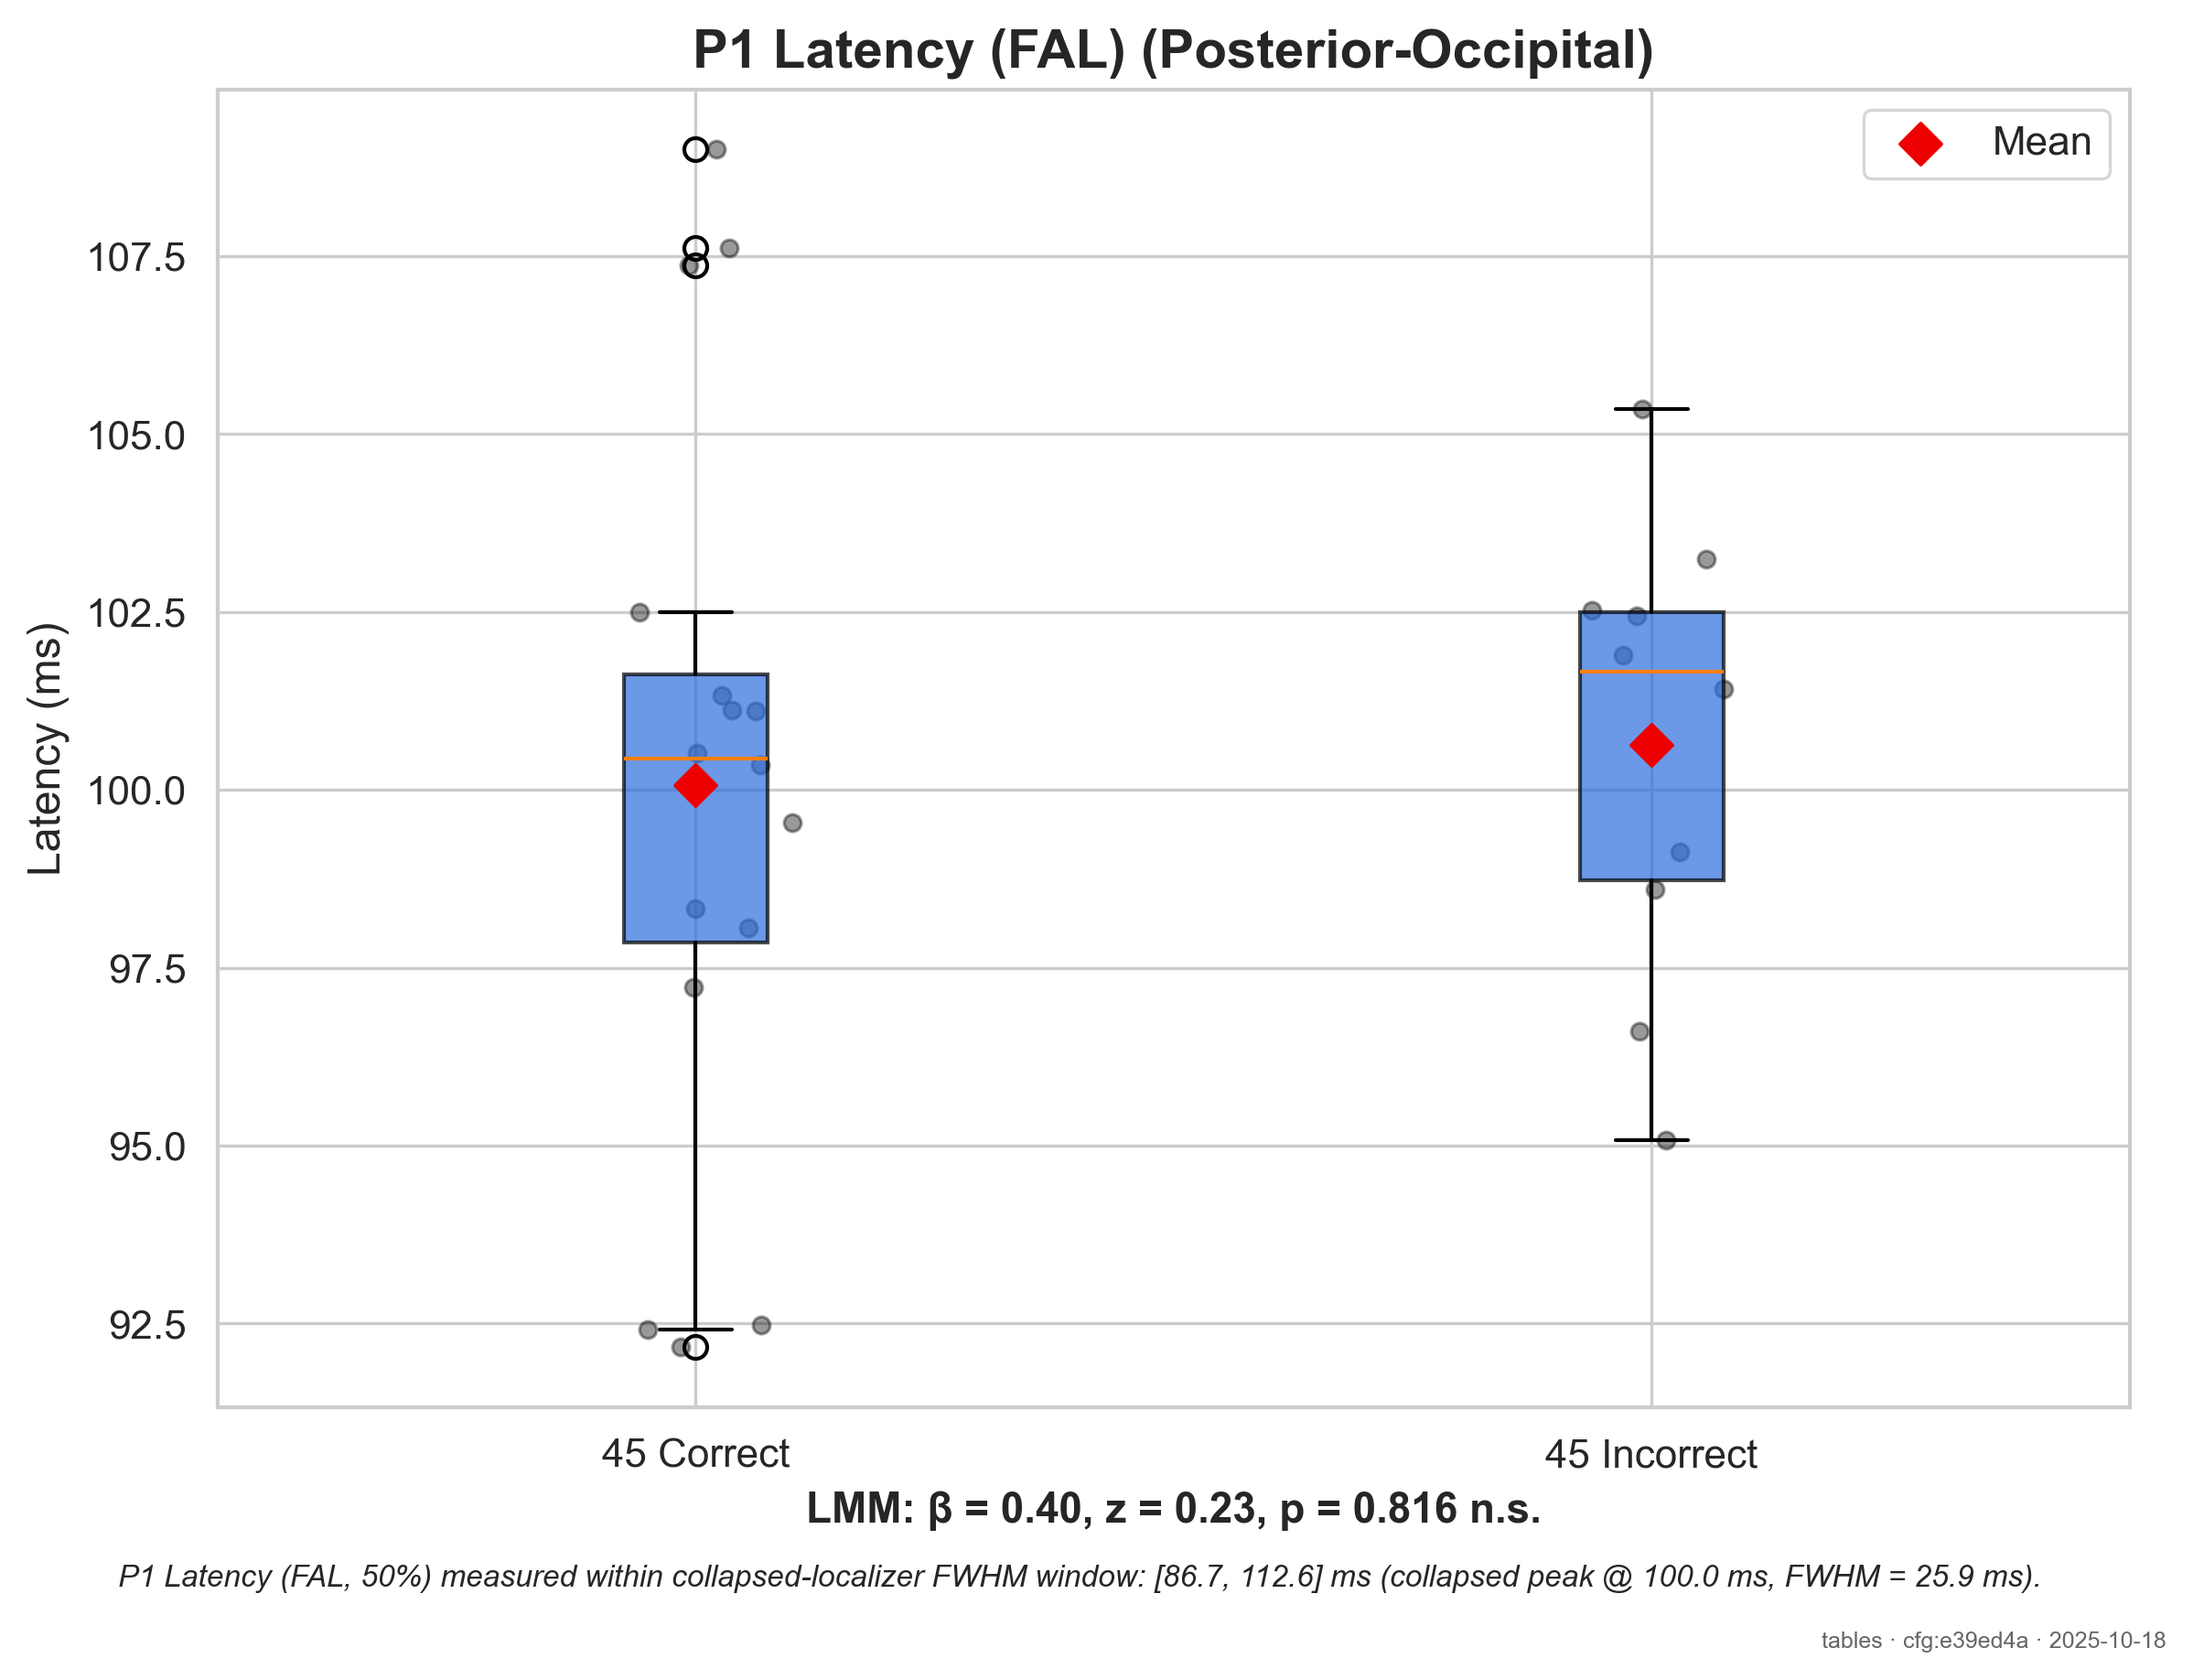 P1 Latency (FAL) (Posterior-Occipital)
Mean
Latency (ms)
107.5
105.0
102.5
100.0
97.5
95.0
92.5
45 Correct
45 Incorrect
LMM: β = 0.40, z = 0.23, p = 0.816 n.s.
P1 Latency (FAL, 50%) measured within collapsed-localizer FWHM window: [86.7, 112.6] ms (collapsed peak @ 100.0 ms, FWHM = 25.9 ms).
tables · cfg:e39ed4a · 2025-10-18